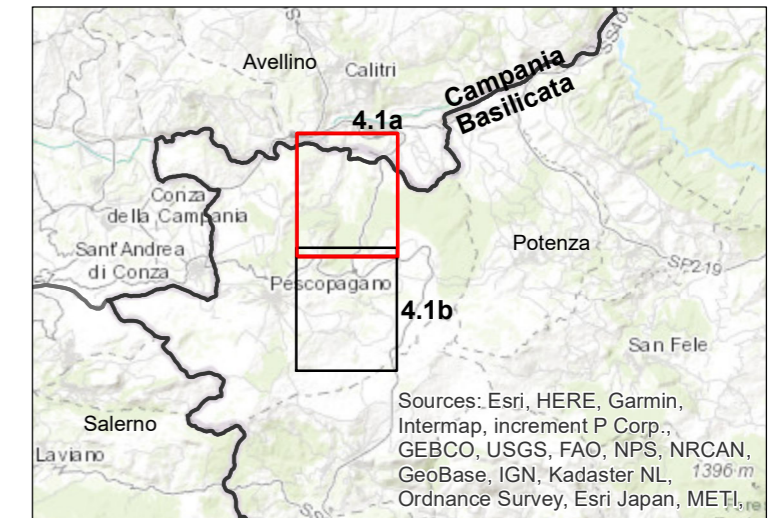 SS401
Avellino
Calitri
Campania
Basilicata
4.1a
Conza
della Campania
Potenza
Sant'Andrea
di Conza
SP219
Pescopagano
4.1b
San Fele
Sources: Esri, HERE, Garmin,
Intermap, increment P Corp.,
GEBCO, USGS, FAO, NPS, NRCAN,
GeoBase, IGN, Kadaster NL,
Ordnance Survey, Esri Japan, METI,
1396 m
Salerno
Laviano